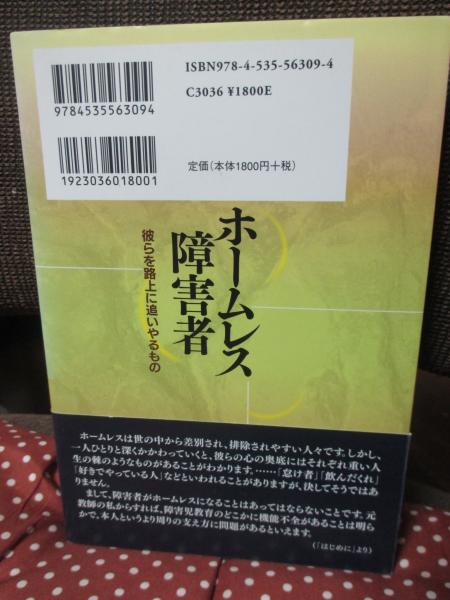 ISBN978-4-535-56309-4
C3036 ¥1800E
9784535563094
1923036018001
定価(本体1800円+税)
ホームレス
障害者
彼らを路上に追いやるもの
ホームレスは世の中から差別され、排除されやすい人々です。しかし、
一人ひとりと深くかかわっていくと、彼らの心の奥底にはそれぞれ重い人
生の棘のようなものがあることがわかります。……「怠け者」「飲んだくれ」
「好きでやっている人」などといわれることがありますが、決してそうではあ
りません。
まして、障害者がホームレスになることはあってはならないことです。元
教師の私からすれば、障害児教育のどこかに機能不全があることは明ら
かで、本人というより周りの支え方に問題があるといえます。
(「はじめに」より)